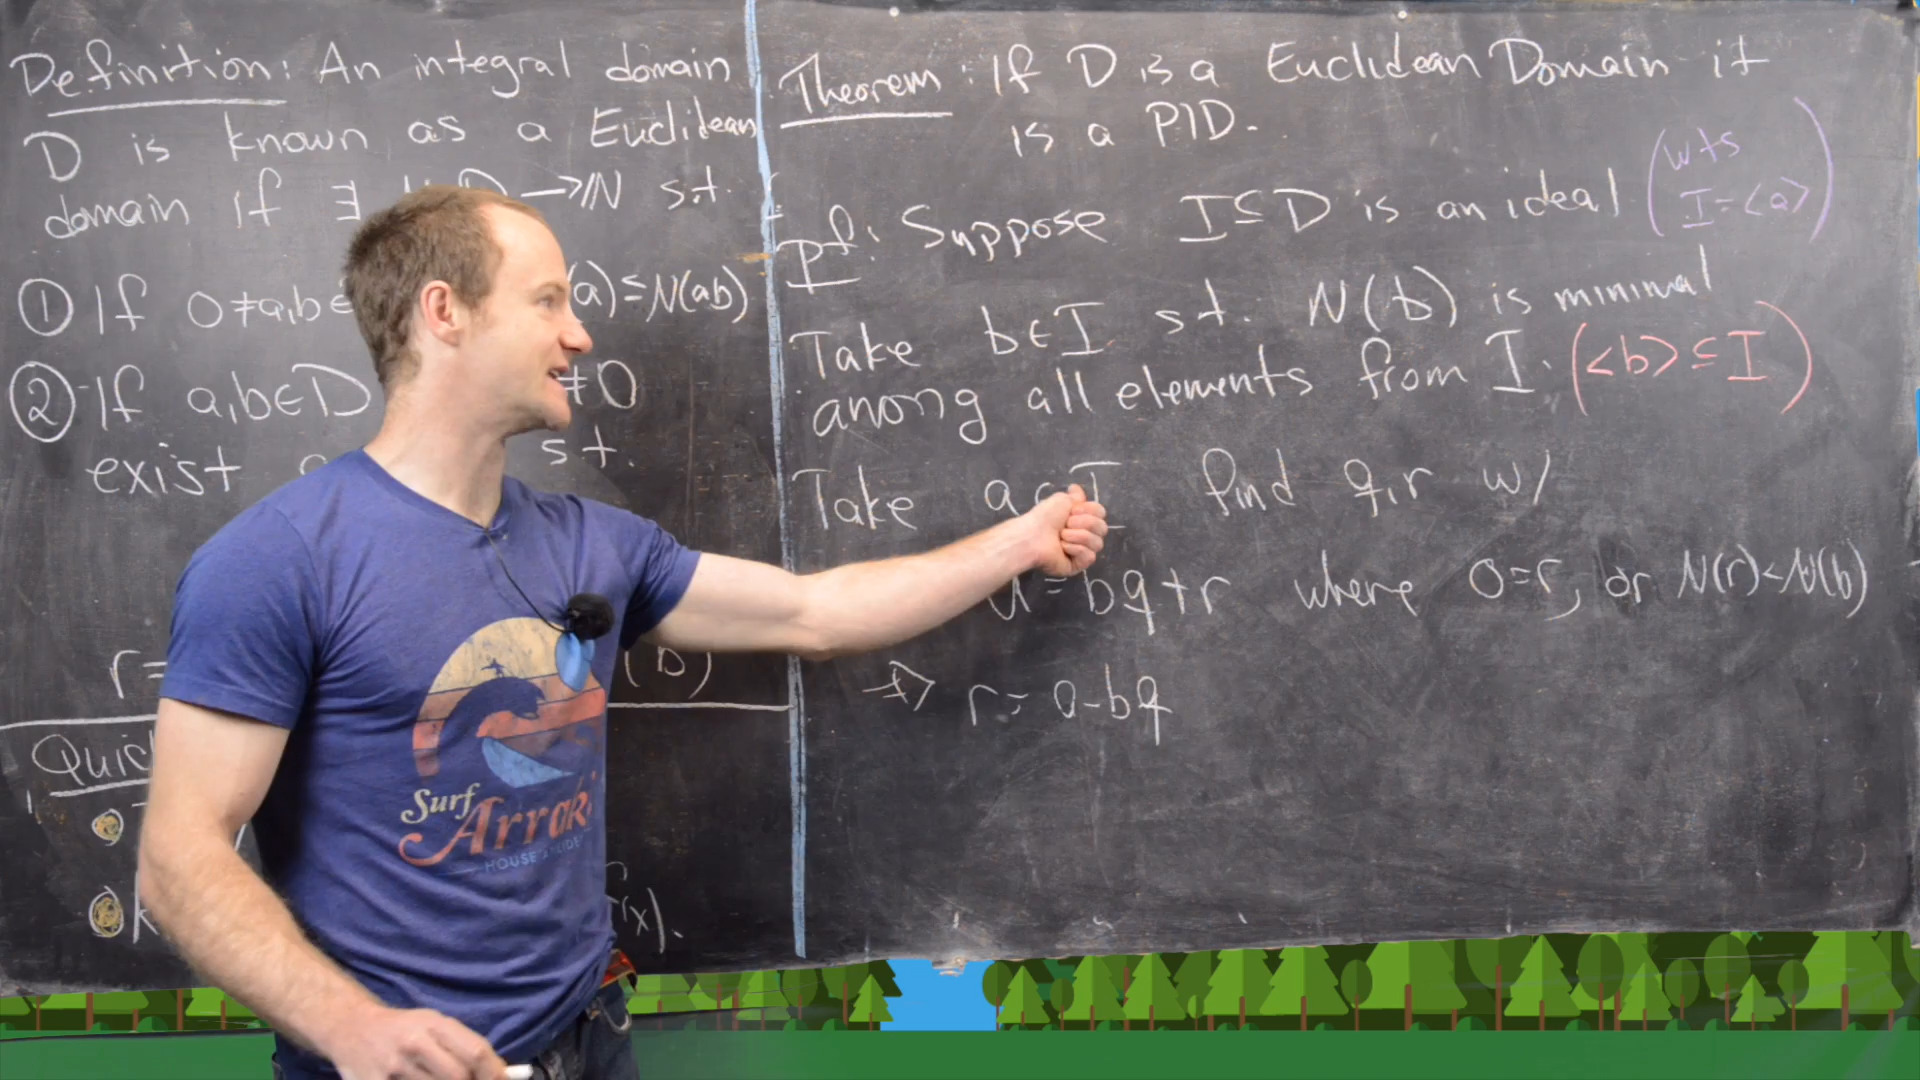 Definition: An integral domain
D is known as a Euclidean
domain if ∃ D → ℕ s.t.
① If 0≠a,b∈ (a)≤N(ab)
② If a,b∈D ≠0
exist s.t.
r= (b)
Theorem: If D is a Euclidean Domain it
is a PID.
Pf: Suppose I⊆D is an ideal (wts
I=<a>)
Take b∈I s.t. N(b) is minimal
among all elements from I. (<b>⊆I)
Take a∈I find q,r w/
a=bq+r where 0=r, or N(r)<N(b)
⇒ r=a-bq
Surf
Arrak